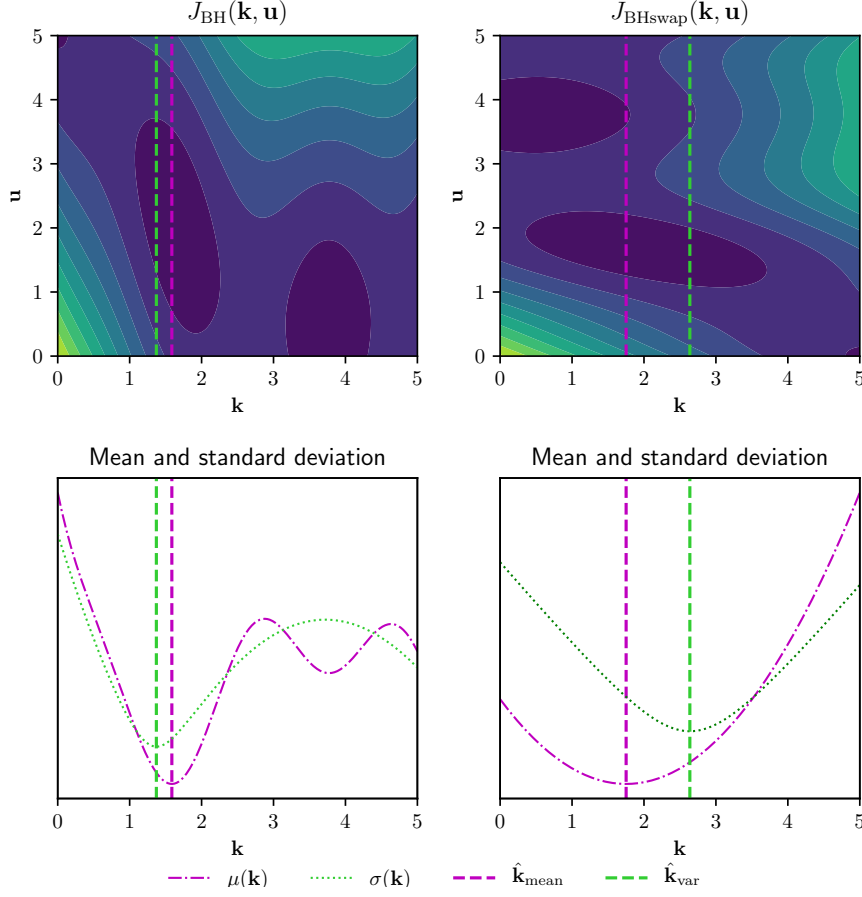 J_BH(k, u)
5
4
3
2
1
0
u
0 1 2 3 4 5
k
J_BHswap(k, u)
5
4
3
2
1
0
u
0 1 2 3 4 5
k
Mean and standard deviation
0 1 2 3 4 5
k
Mean and standard deviation
0 1 2 3 4 5
k
μ(k) σ(k) k̂_mean k̂_var